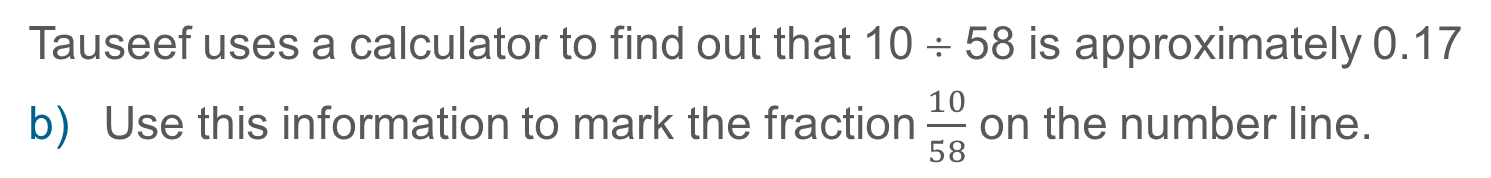 Tauseef uses a calculator to find out that 10 ÷ 58 is approximately 0.17
b) Use this information to mark the fraction 10/58 on the number line.